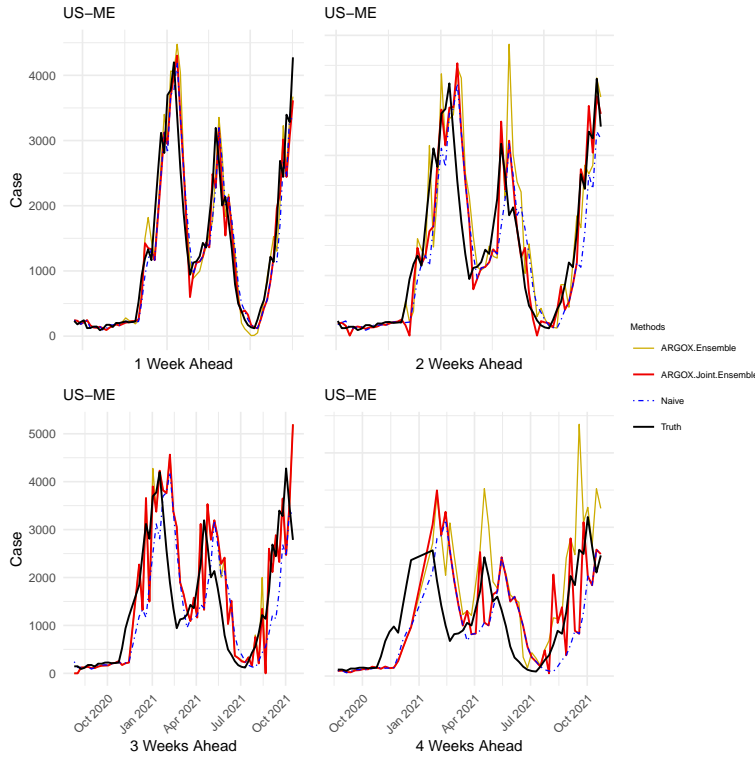 US−ME
US−ME
4000
3000
2000
1000
0
Case
1 Week Ahead
2 Weeks Ahead
Methods
ARGOX.Ensemble
ARGOX.Joint.Ensemble
Naive
Truth
US−ME
US−ME
5000
4000
3000
2000
1000
0
Case
Oct 2020
Jan 2021
Apr 2021
Jul 2021
Oct 2021
Oct 2020
Jan 2021
Apr 2021
Jul 2021
Oct 2021
3 Weeks Ahead
4 Weeks Ahead